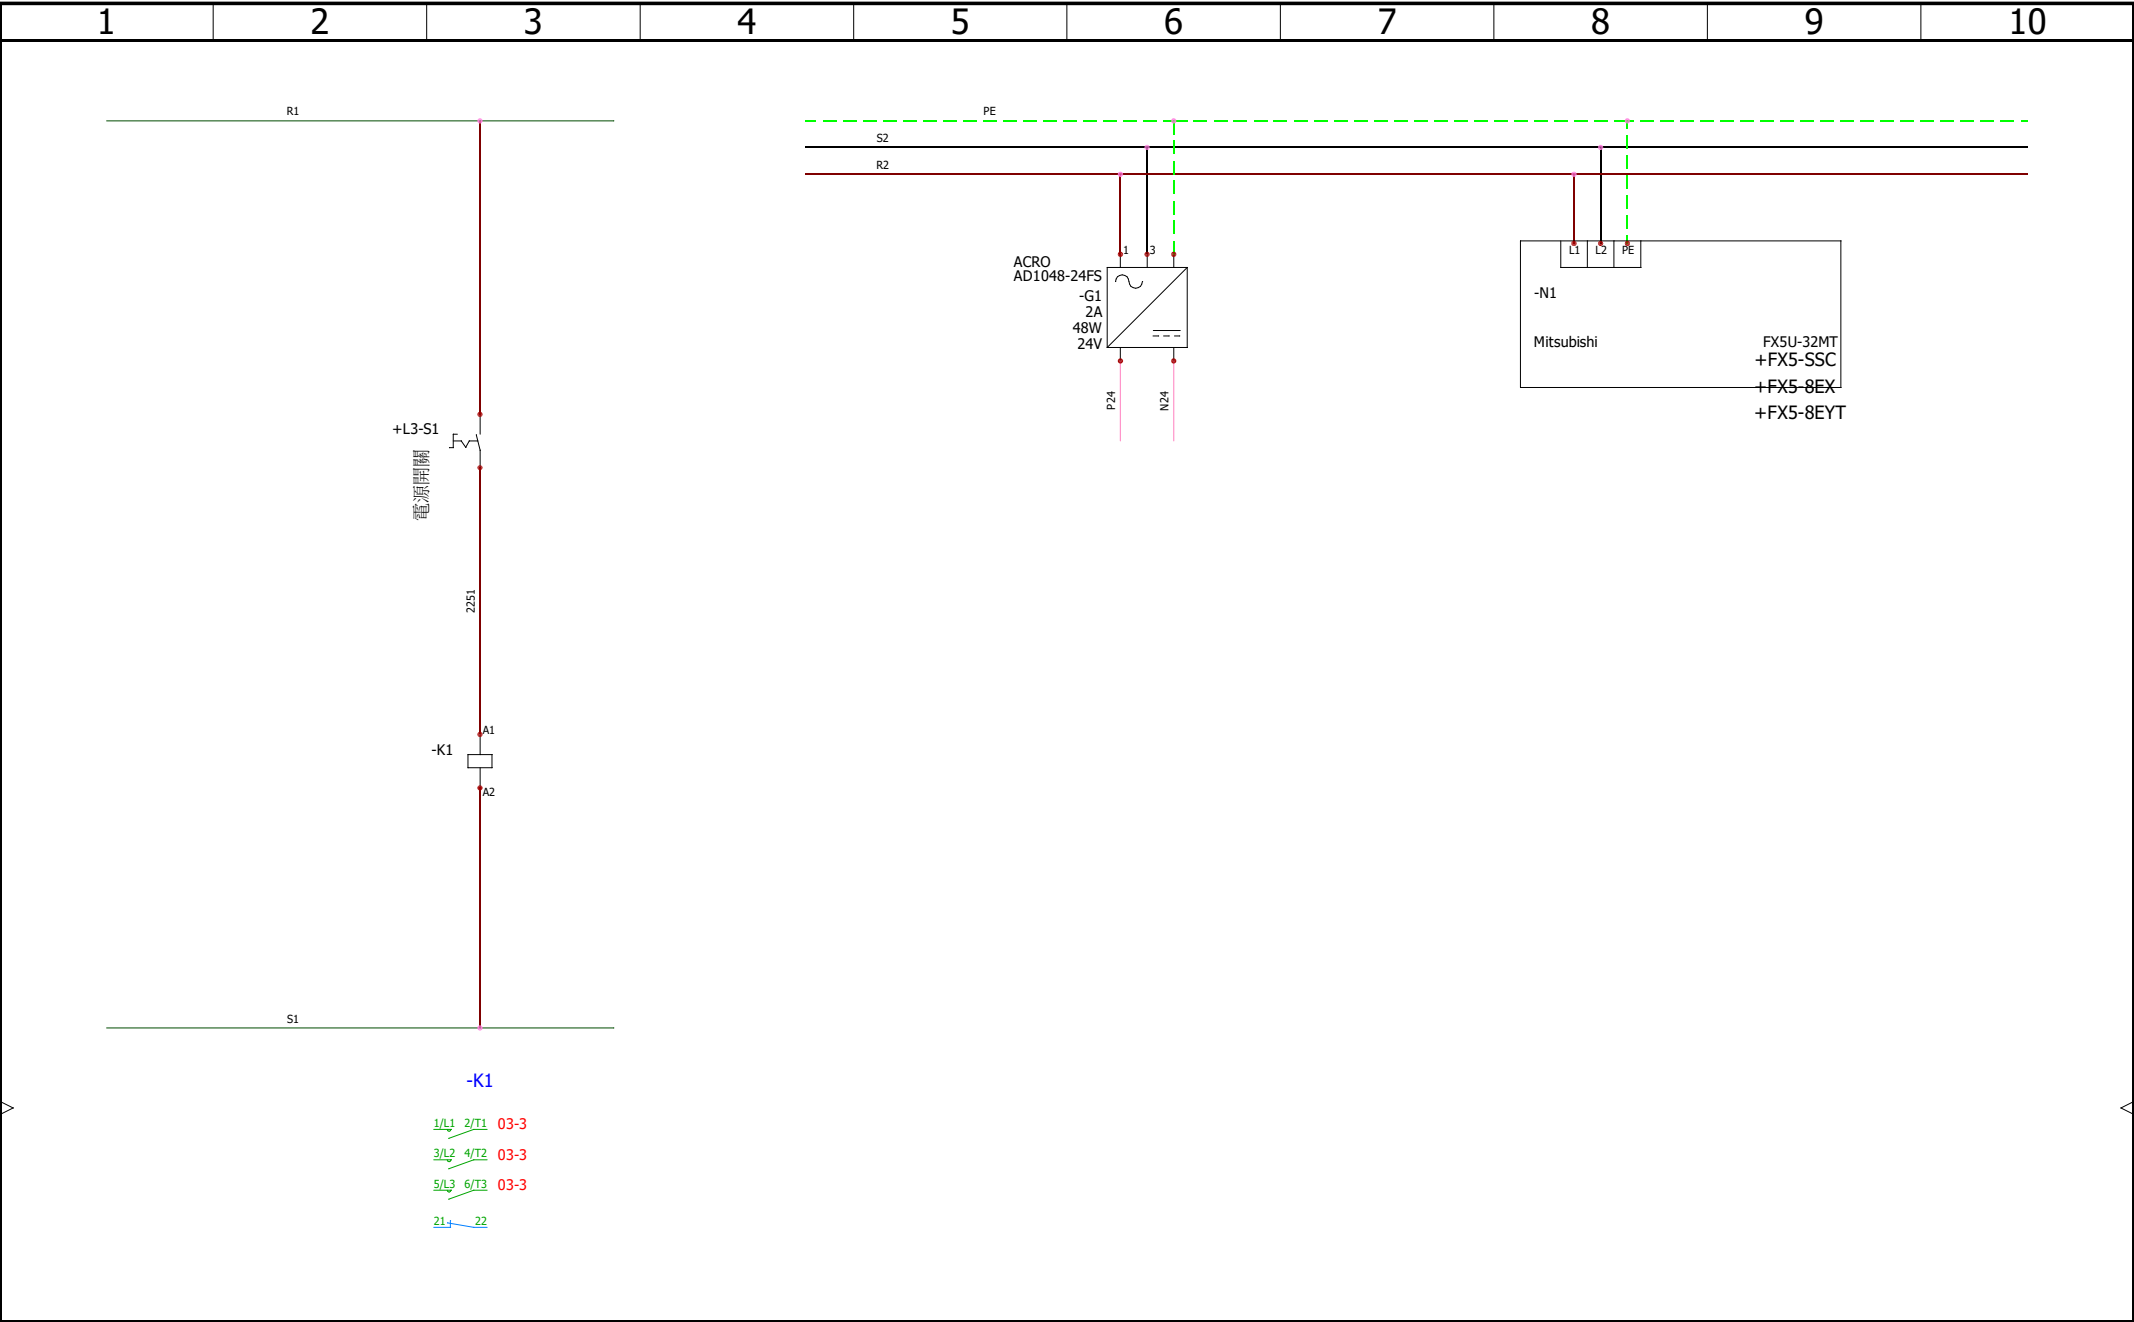 1 2 3 4 5 6 7 8 9 10
R1
PE
S2
R2
1 3
ACRO
AD1048-24FS
-G1
2A
48W
24V
P24
N24
L1 L2 PE
-N1
Mitsubishi
FX5U-32MT
+FX5-SSC
+FX5-8EX
+FX5-8EYT
+L3-S1
電源開關
2251
A1
-K1
A2
S1
-K1
1/L1 2/T1 03-3
3/L2 4/T2 03-3
5/L3 6/T3 03-3
21 22